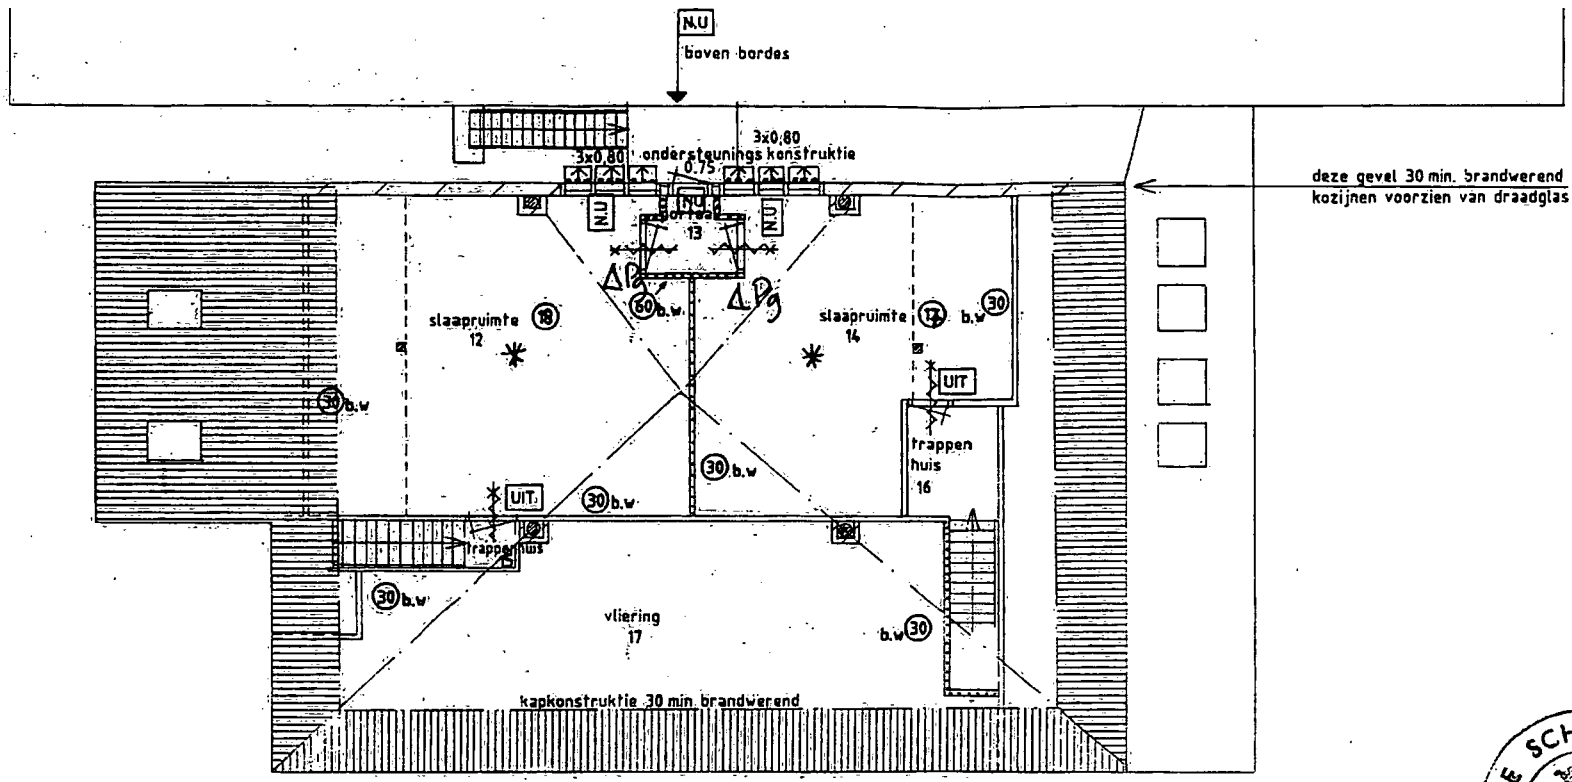 N.U
boven bordes
3x0,80
3x0,80
ondersteunings konstruktie
0.75
deze gevel 30 min. brandwerend
kozijnen voorzien van draadglas
N.U
NU
N.U
portaal
13
60 b.w.
slaapruimte 18
12
slaapruimte
14
b.w 30
UIT
30 b.w
trappen
huis
16
30 b.w
UIT.
30 b.w
trappenhuis
30 b.w
vliering
17
b.w 30
kapkonstruktie 30 min. brandwerend
SCH